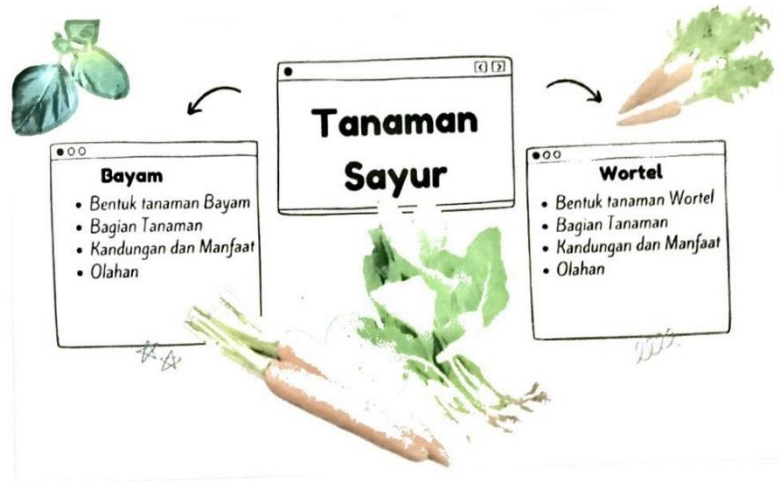 Tanaman
Sayur
Bayam
• Bentuk tanaman Bayam
• Bagian Tanaman
• Kandungan dan Manfaat
• Olahan
Wortel
• Bentuk tanaman Wortel
• Bagian Tanaman
• Kandungan dan Manfaat
• Olahan